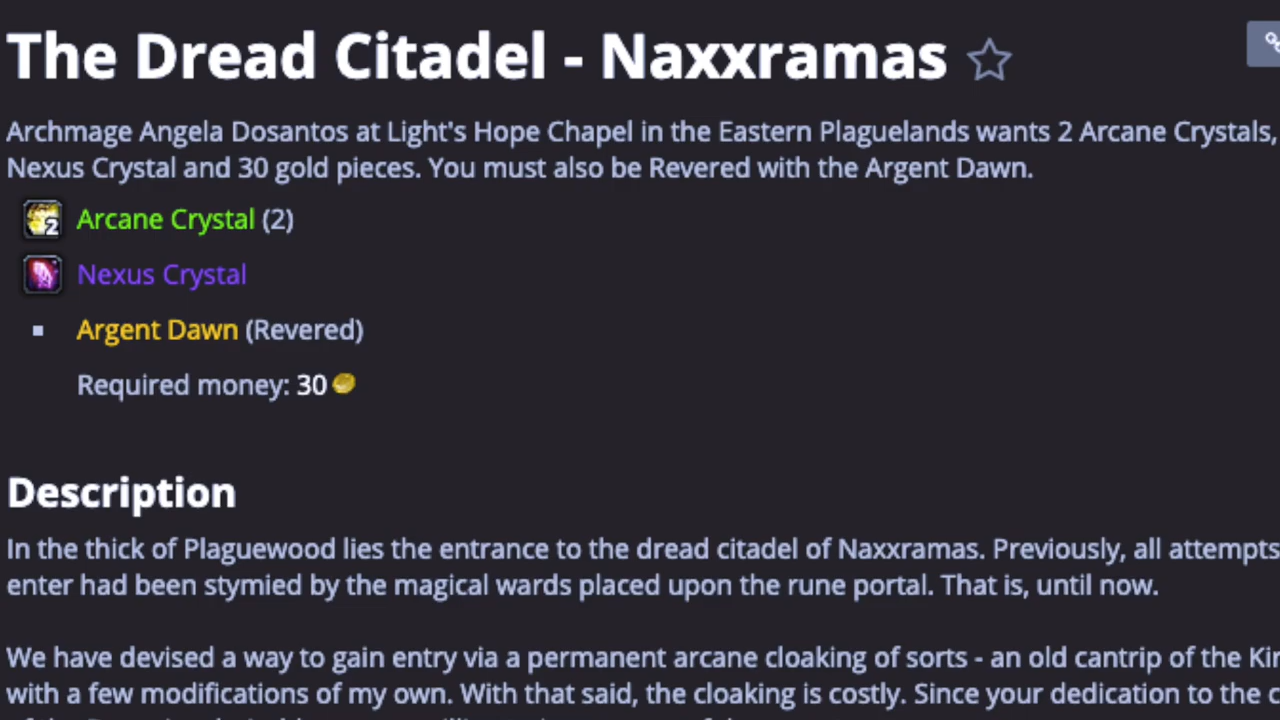 The Dread Citadel - Naxxramas
Archmage Angela Dosantos at Light's Hope Chapel in the Eastern Plaguelands wants 2 Arcane Crystals,
Nexus Crystal and 30 gold pieces. You must also be Revered with the Argent Dawn.
2
Arcane Crystal (2)
Nexus Crystal
Argent Dawn (Revered)
Required money: 30
Description
In the thick of Plaguewood lies the entrance to the dread citadel of Naxxramas. Previously, all attempts
enter had been stymied by the magical wards placed upon the rune portal. That is, until now.
We have devised a way to gain entry via a permanent arcane cloaking of sorts - an old cantrip of the
with a few modifications of my own. With that said, the cloaking is costly. Since your dedication to the